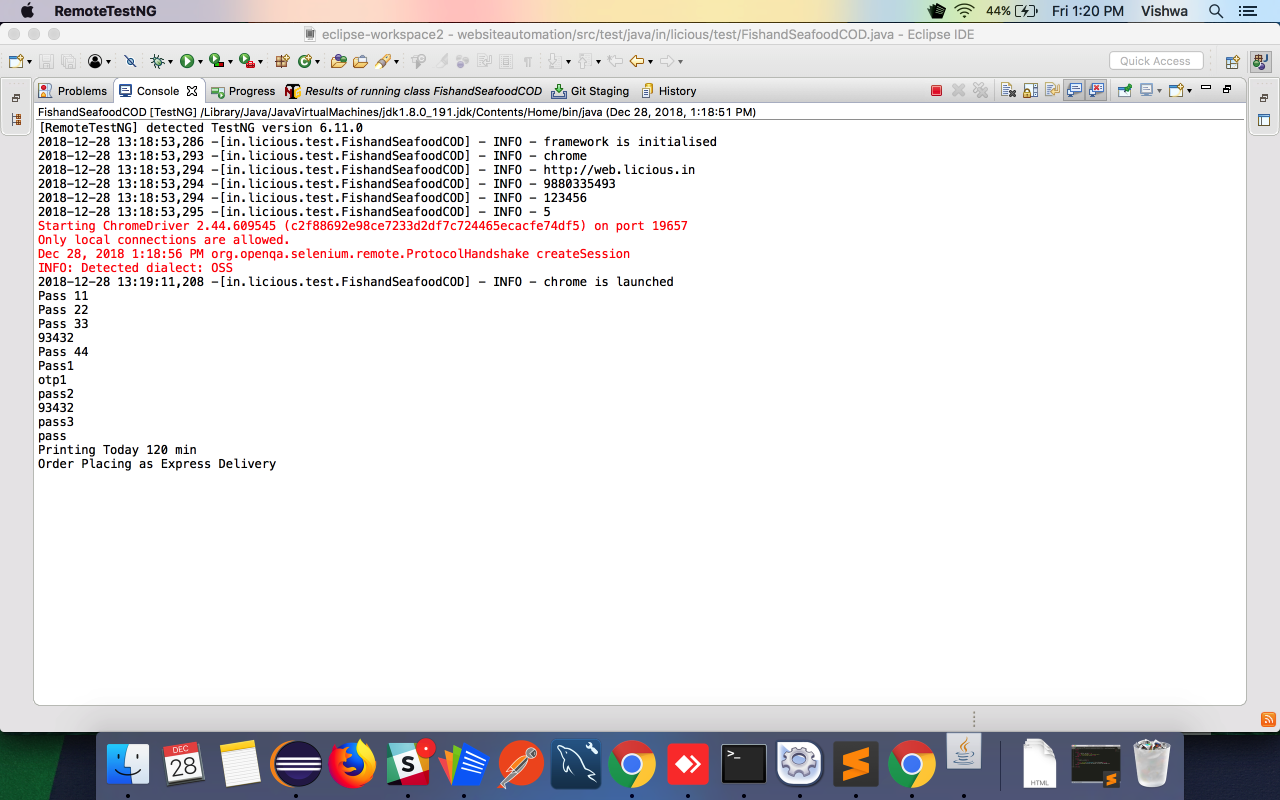 RemoteTestNG
44%
Fri 1:20 PM
Vishwa
eclipse-workspace2 - websiteautomation/src/test/java/in/licious/test/FishandSeafoodCOD.java - Eclipse IDE
Quick Access
Problems
Console
Progress
Results of running class FishandSeafoodCOD
Git Staging
History
FishandSeafoodCOD [TestNG] /Library/Java/JavaVirtualMachines/jdk1.8.0_191.jdk/Contents/Home/bin/java (Dec 28, 2018, 1:18:51 PM)
[RemoteTestNG] detected TestNG version 6.11.0
2018-12-28 13:18:53,286 -[in.licious.test.FishandSeafoodCOD] - INFO - framework is initialised
2018-12-28 13:18:53,293 -[in.licious.test.FishandSeafoodCOD] - INFO - chrome
2018-12-28 13:18:53,294 -[in.licious.test.FishandSeafoodCOD] - INFO - http://web.licious.in
2018-12-28 13:18:53,294 -[in.licious.test.FishandSeafoodCOD] - INFO - 9880335493
2018-12-28 13:18:53,294 -[in.licious.test.FishandSeafoodCOD] - INFO - 123456
2018-12-28 13:18:53,295 -[in.licious.test.FishandSeafoodCOD] - INFO - 5
Starting ChromeDriver 2.44.609545 (c2f88692e98ce7233d2df7c724465ecacfe74df5) on port 19657
Only local connections are allowed.
Dec 28, 2018 1:18:56 PM org.openqa.selenium.remote.ProtocolHandshake createSession
INFO: Detected dialect: OSS
2018-12-28 13:19:11,208 -[in.licious.test.FishandSeafoodCOD] - INFO - chrome is launched
Pass 11
Pass 22
Pass 33
93432
Pass 44
Pass1
otp1
pass2
93432
pass3
pass
Printing Today 120 min
Order Placing as Express Delivery
DEC
28
HTML